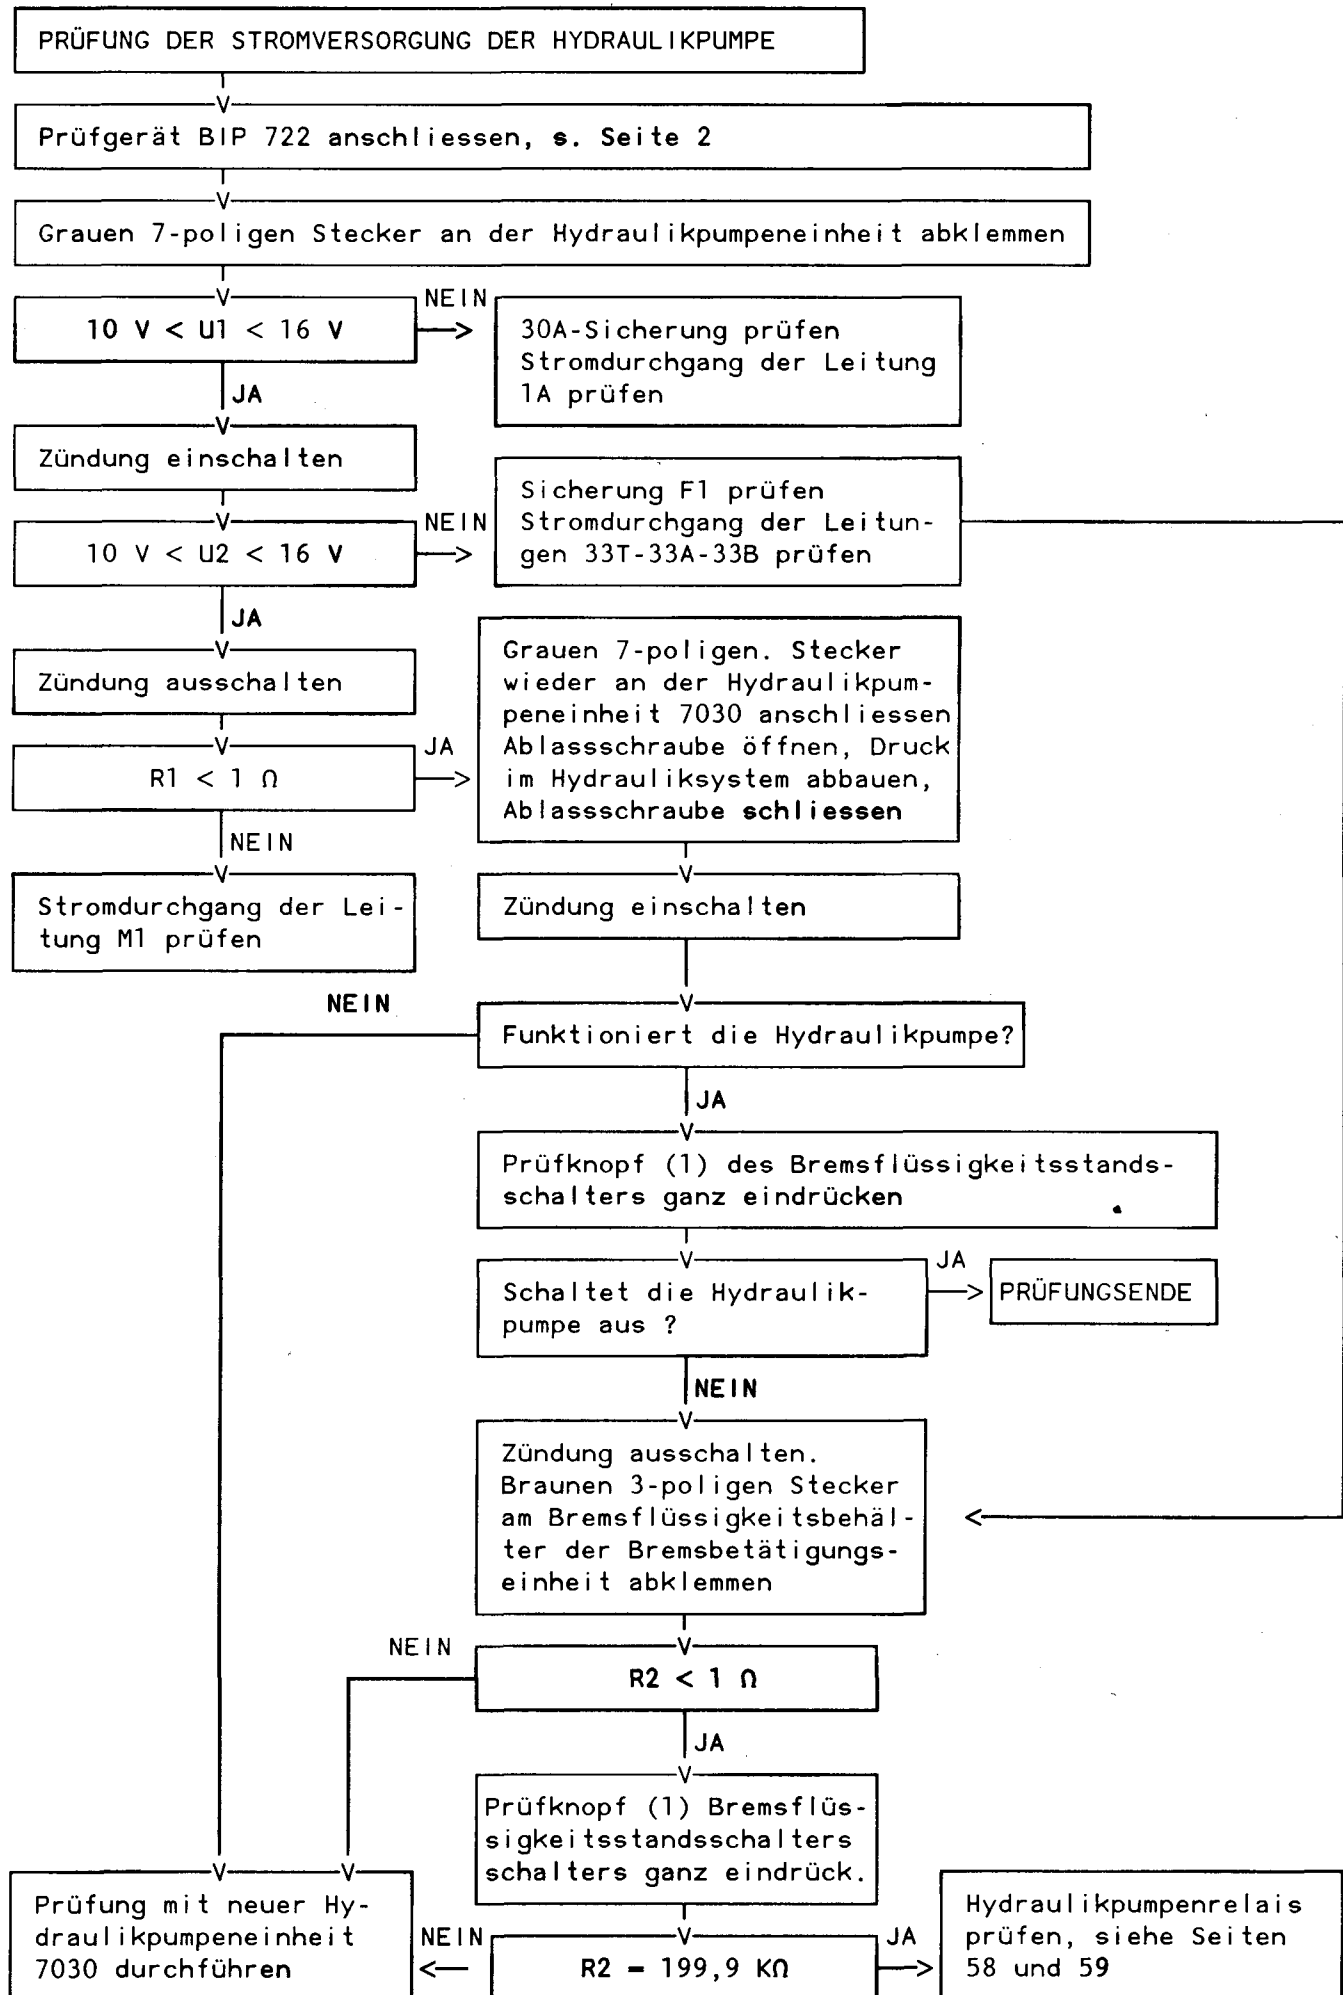 PRÜFUNG DER STROMVERSORGUNG DER HYDRAULIKPUMPE
Prüfgerät BIP 722 anschliessen, s. Seite 2
Grauen 7-poligen Stecker an der Hydraulikpumpeneinheit abklemmen
10 V < U1 < 16 V
NEIN
30A-Sicherung prüfen
Stromdurchgang der Leitung
1A prüfen
JA
Zündung einschalten
10 V < U2 < 16 V
NEIN
Sicherung F1 prüfen
Stromdurchgang der Leitun-
gen 33T-33A-33B prüfen
JA
Zündung ausschalten
R1 < 1 Ω
JA
Grauen 7-poligen. Stecker
wieder an der Hydraulikpum-
peneinheit 7030 anschliessen
Ablassschraube öffnen, Druck
im Hydrauliksystem abbauen,
Ablassschraube schliessen
NEIN
Stromdurchgang der Lei-
tung M1 prüfen
Zündung einschalten
NEIN
Funktioniert die Hydraulikpumpe?
JA
Prüfknopf (1) des Bremsflüssigkeitsstands-
schalters ganz eindrücken
Schaltet die Hydraulik-
pumpe aus ?
JA
PRÜFUNGSENDE
NEIN
Zündung ausschalten.
Braunen 3-poligen Stecker
am Bremsflüssigkeitsbehäl-
ter der Bremsbetätigungs-
einheit abklemmen
NEIN
R2 < 1 Ω
JA
Prüfknopf (1) Bremsflüs-
sigkeitsstandsschalters
schalters ganz eindrück.
Prüfung mit neuer Hy-
draulikpumpeneinheit
7030 durchführen
NEIN
R2 = 199,9 KΩ
JA
Hydraulikpumpenrelais
prüfen, siehe Seiten
58 und 59